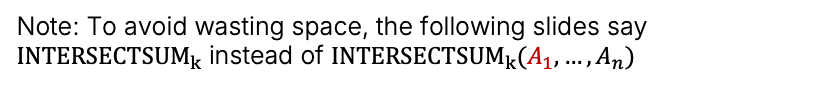 Note: To avoid wasting space, the following slides say
INTERSECTSUMₖ instead of INTERSECTSUMₖ(A₁, … , Aₙ)